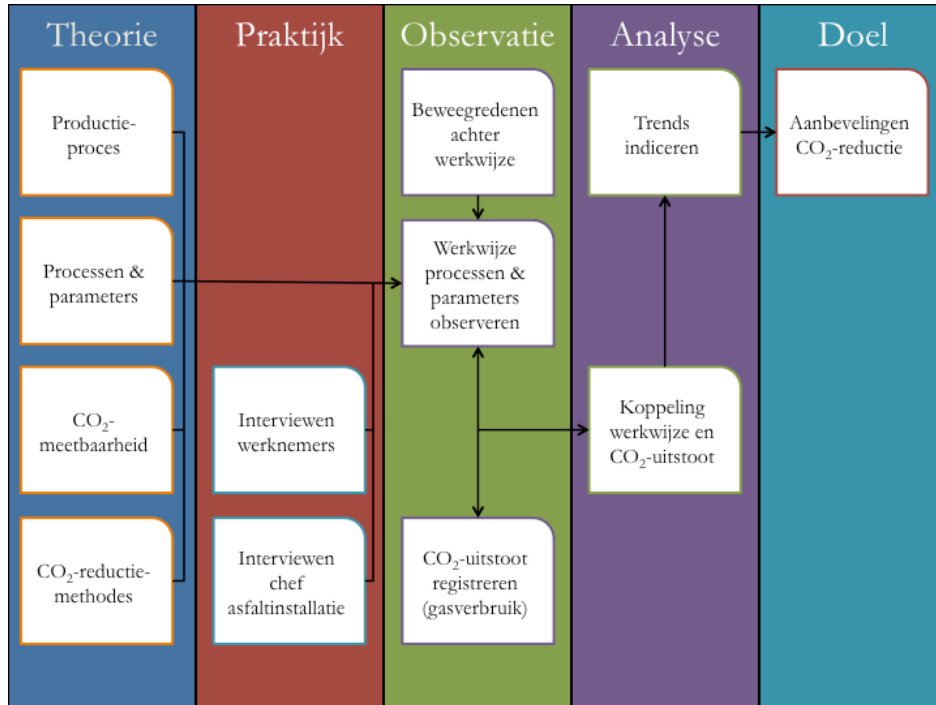 Theorie
Productie-
proces
Processen &
parameters
CO₂-
meetbaarheid
CO₂-reductie-
methodes
Praktijk
Interviewen
werknemers
Interviewen
chef
asfaltinstallatie
Observatie
Beweegredenen
achter
werkwijze
Werkwijze
processen &
parameters
observeren
CO₂-uitstoot
registreren
(gasverbruik)
Analyse
Trends
indiceren
Koppeling
werkwijze en
CO₂-uitstoot
Doel
Aanbevelingen
CO₂-reductie